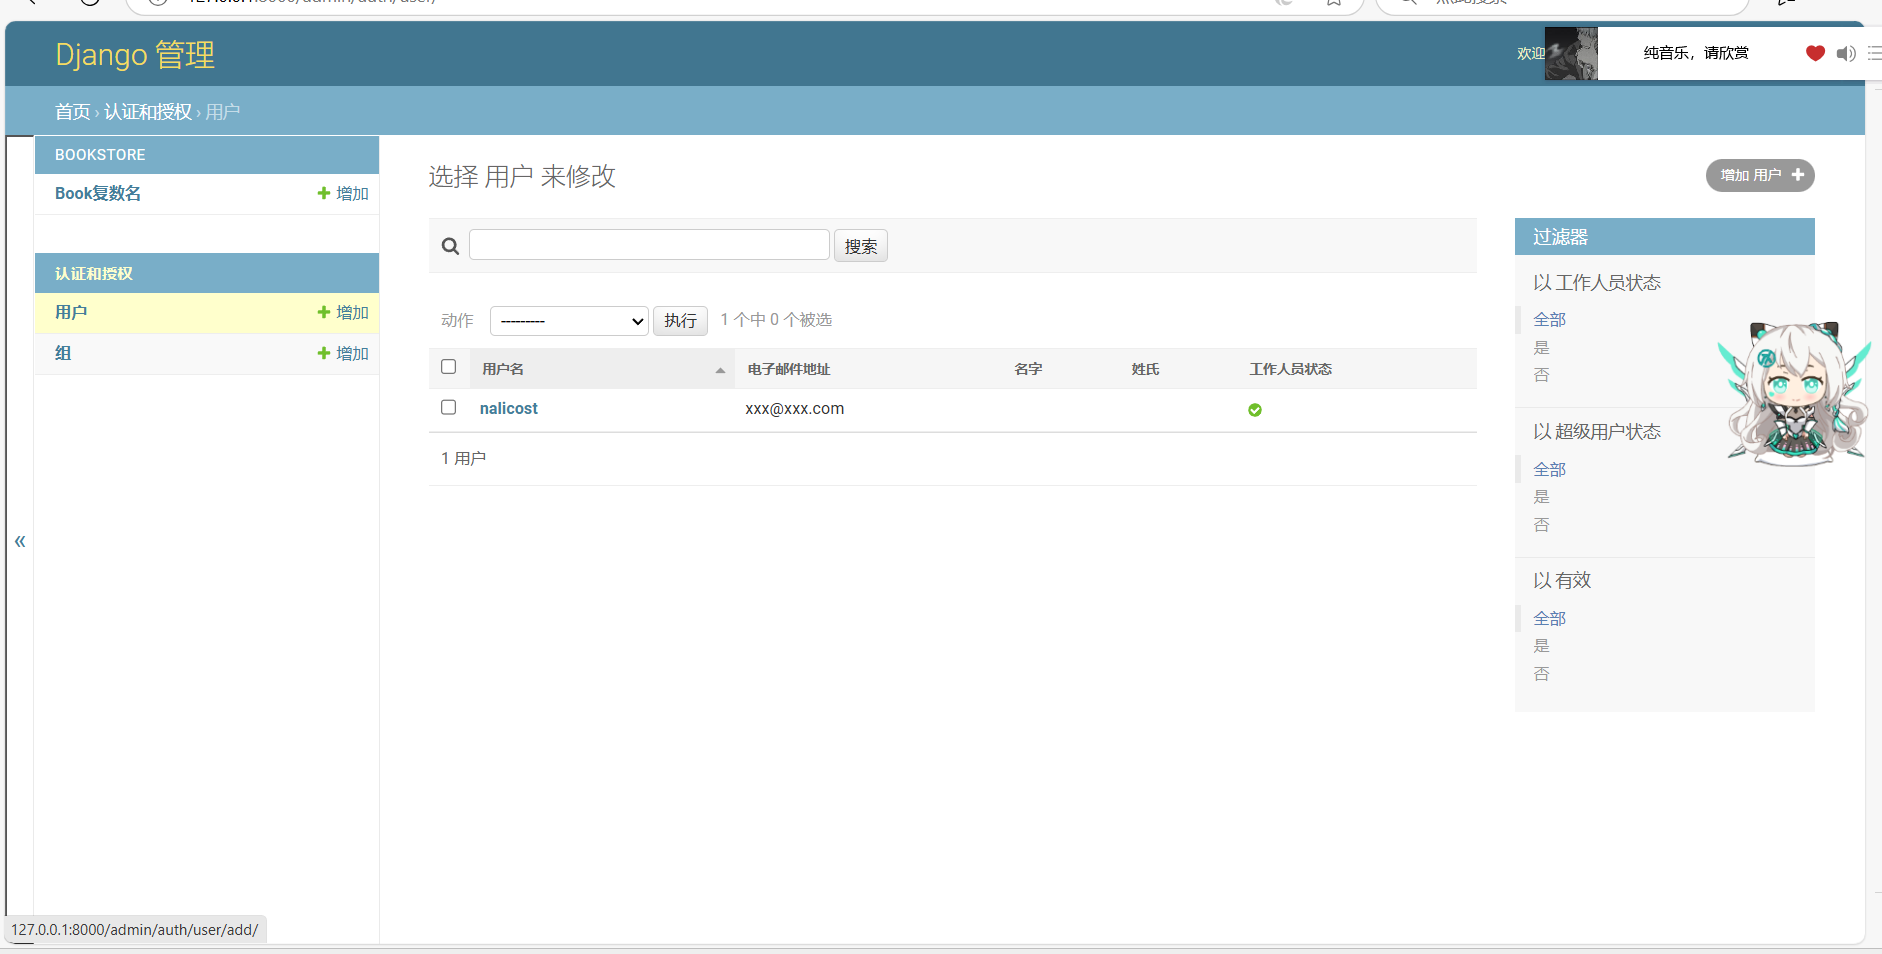 Django 管理
欢迎
纯音乐，请欣赏
首页 › 认证和授权 › 用户
BOOKSTORE
Book复数名 增加
认证和授权
用户 增加
组 增加
«
选择 用户 来修改
增加 用户
搜索
动作 --------- 执行 1 个中 0 个被选
用户名 电子邮件地址 名字 姓氏 工作人员状态
nalicost xxx@xxx.com
1 用户
过滤器
以 工作人员状态
全部
是
否
以 超级用户状态
全部
是
否
以 有效
全部
是
否
127.0.0.1:8000/admin/auth/user/add/